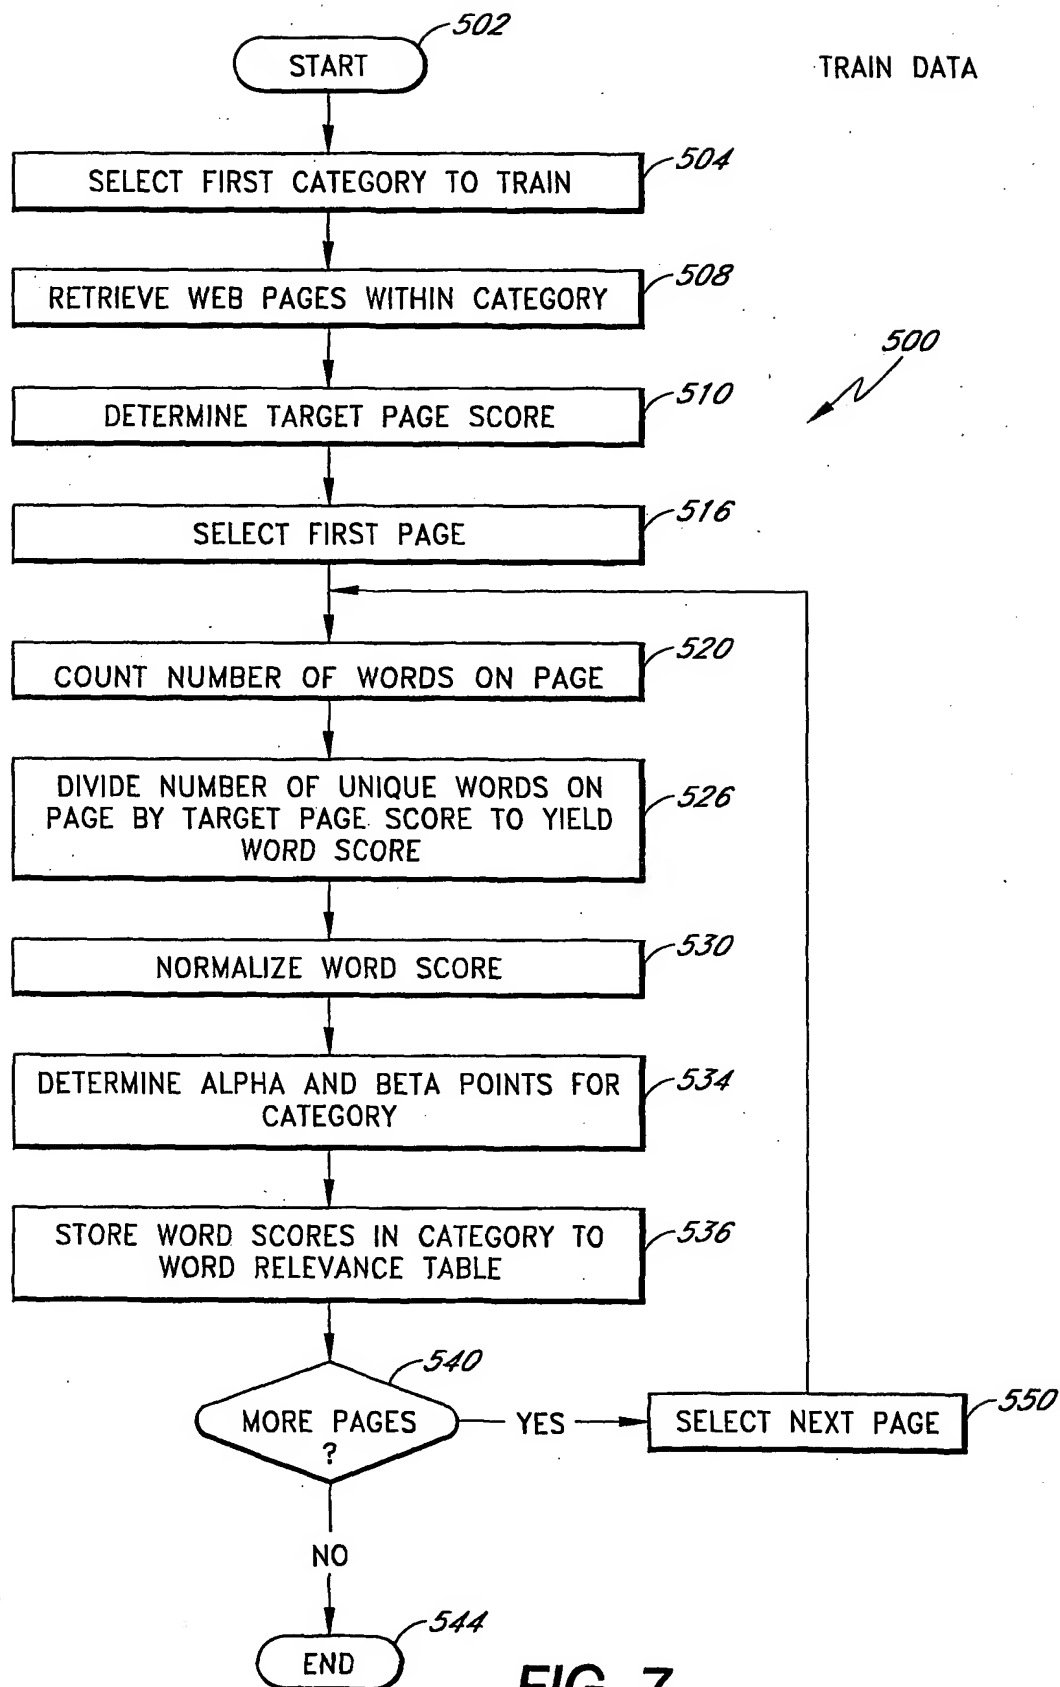 502
START
TRAIN DATA
504
SELECT FIRST CATEGORY TO TRAIN
508
RETRIEVE WEB PAGES WITHIN CATEGORY
500
510
DETERMINE TARGET PAGE SCORE
516
SELECT FIRST PAGE
520
COUNT NUMBER OF WORDS ON PAGE
DIVIDE NUMBER OF UNIQUE WORDS ON
526
PAGE BY TARGET PAGE SCORE TO YIELD
WORD SCORE
530
NORMALIZE WORD SCORE
534
DETERMINE ALPHA AND BETA POINTS FOR
CATEGORY
536
STORE WORD SCORES IN CATEGORY TO
WORD RELEVANCE TABLE
540
MORE PAGES
?
YES
SELECT NEXT PAGE
550
NO
544
END
FIG. 7